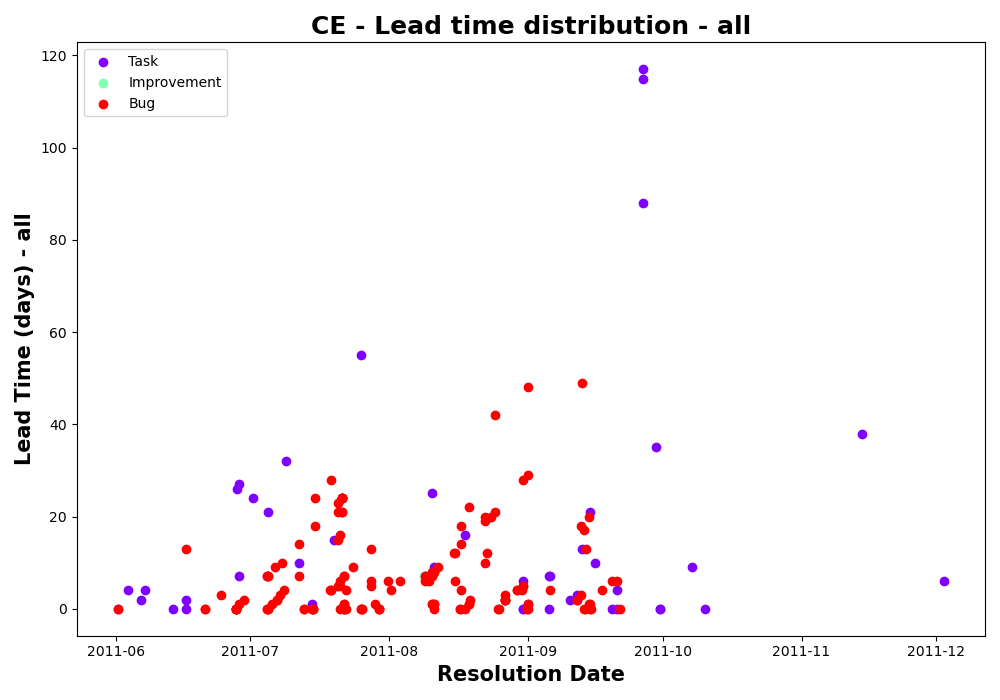 CE - Lead time distribution - all
Task
Improvement
Bug
120
100
80
60
40
20
0
Lead Time (days) - all
2011-06 2011-07 2011-08 2011-09 2011-10 2011-11 2011-12
Resolution Date